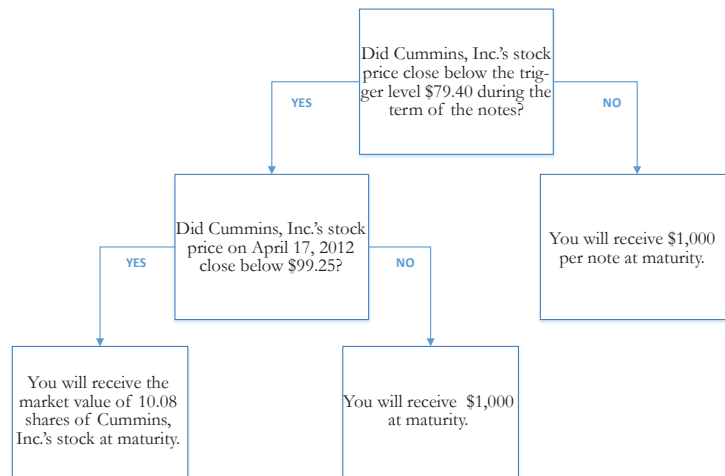 Did Cummins, Inc.'s stock
price close below the trig-
ger level $79.40 during the
term of the notes?
YES
NO
Did Cummins, Inc.'s stock
price on April 17, 2012
close below $99.25?
You will receive $1,000
per note at maturity.
YES
NO
You will receive the
market value of 10.08
shares of Cummins,
Inc.'s stock at maturity.
You will receive $1,000
at maturity.